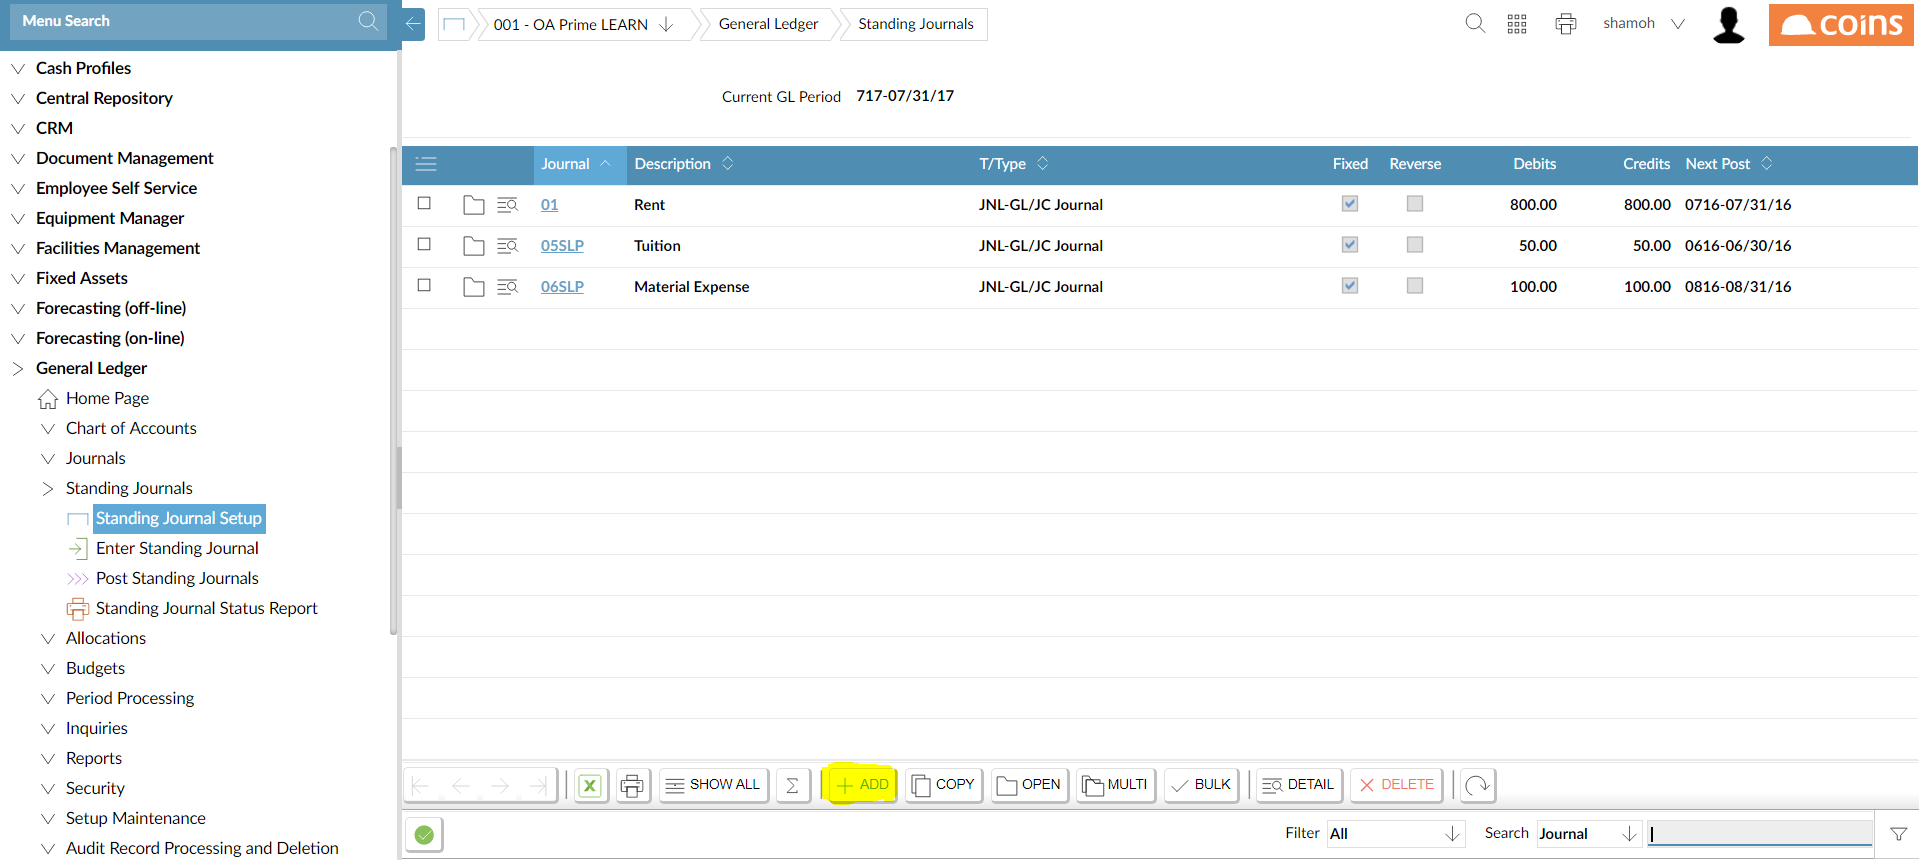 Menu Search
001 - OA Prime LEARN
General Ledger
Standing Journals
shamoh
coins
Cash Profiles
Central Repository
CRM
Document Management
Employee Self Service
Equipment Manager
Facilities Management
Fixed Assets
Forecasting (off-line)
Forecasting (on-line)
General Ledger
Home Page
Chart of Accounts
Journals
Standing Journals
Standing Journal Setup
Enter Standing Journal
Post Standing Journals
Standing Journal Status Report
Allocations
Budgets
Period Processing
Inquiries
Reports
Security
Setup Maintenance
Audit Record Processing and Deletion
Current GL Period 717-07/31/17
Journal Description T/Type Fixed Reverse Debits Credits Next Post
01 Rent JNL-GL/JC Journal 800.00 800.00 0716-07/31/16
05SLP Tuition JNL-GL/JC Journal 50.00 50.00 0616-06/30/16
06SLP Material Expense JNL-GL/JC Journal 100.00 100.00 0816-08/31/16
X SHOW ALL Σ + ADD COPY OPEN MULTI BULK DETAIL DELETE
Filter All Search Journal